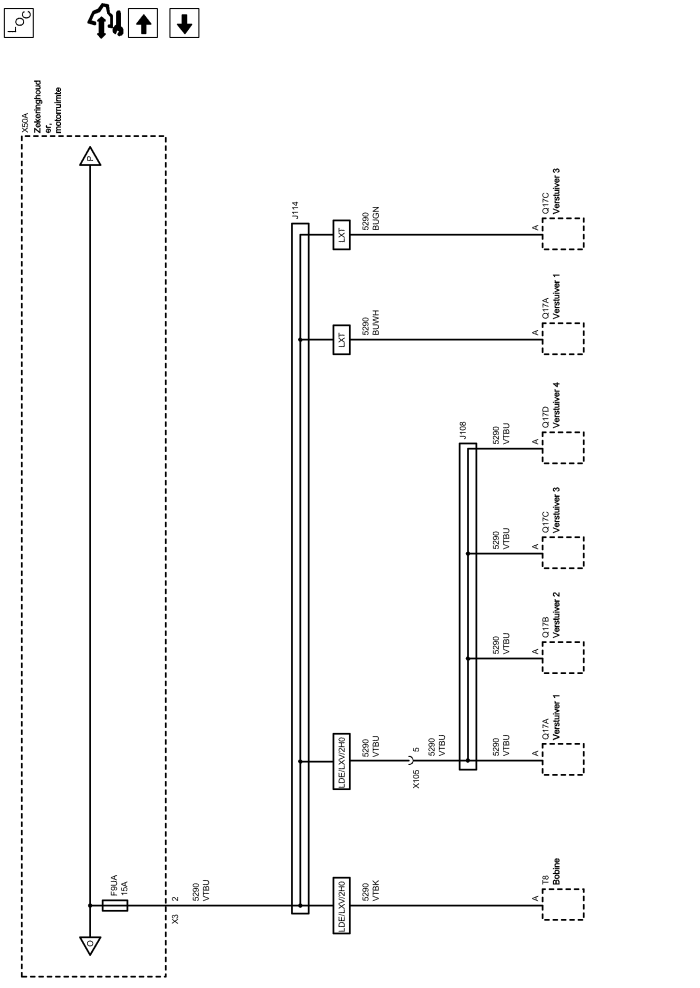 LOC
X50A
Zekeringhoud
er,
motorruimte
P
O
F9UA
15A
X3
2
5290
VTBU
J114
LXT
5290
BUGN
A
Q17C
Verstuiver 3
LXT
5290
BUWH
A
Q17A
Verstuiver 1
J108
5290
VTBU
A
Q17D
Verstuiver 4
5290
VTBU
A
Q17C
Verstuiver 3
5290
VTBU
A
Q17B
Verstuiver 2
LDE/LXV/2H0
5290
VTBU
X105
5
5290
VTBU
5290
VTBU
A
Q17A
Verstuiver 1
LDE/LXV/2H0
5290
VTBK
A
T8
Bobine